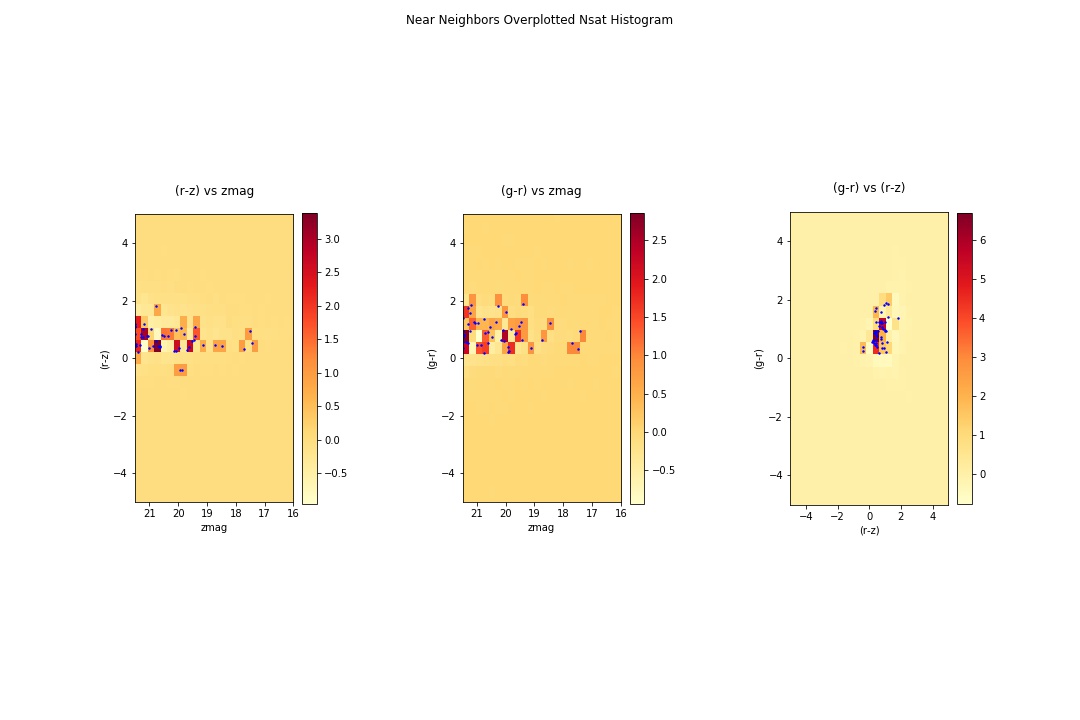 Near Neighbors Overplotted Nsat Histogram
(r-z) vs zmag
4
2
0
−2
−4
(r-z)
21 20 19 18 17 16
zmag
3.0
2.5
2.0
1.5
1.0
0.5
0.0
−0.5
(g-r) vs zmag
4
2
0
−2
−4
(g-r)
21 20 19 18 17 16
zmag
2.5
2.0
1.5
1.0
0.5
0.0
−0.5
(g-r) vs (r-z)
4
2
0
−2
−4
(g-r)
−4 −2 0 2 4
(r-z)
6
5
4
3
2
1
0